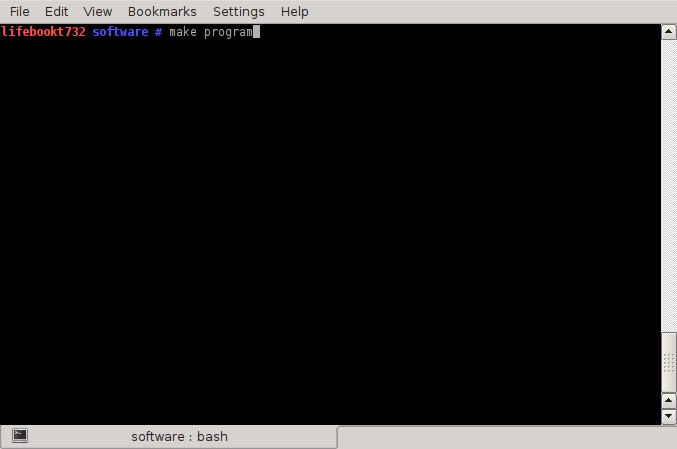 File Edit View Bookmarks Settings Help
lifebookt732 software # make program
software : bash